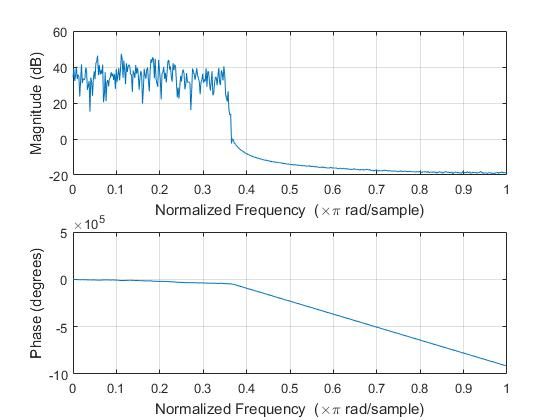 60
40
20
0
-20
Magnitude (dB)
0 0.1 0.2 0.3 0.4 0.5 0.6 0.7 0.8 0.9 1
Normalized Frequency (×π rad/sample)
×10⁵
5
0
-5
-10
Phase (degrees)
0 0.1 0.2 0.3 0.4 0.5 0.6 0.7 0.8 0.9 1
Normalized Frequency (×π rad/sample)